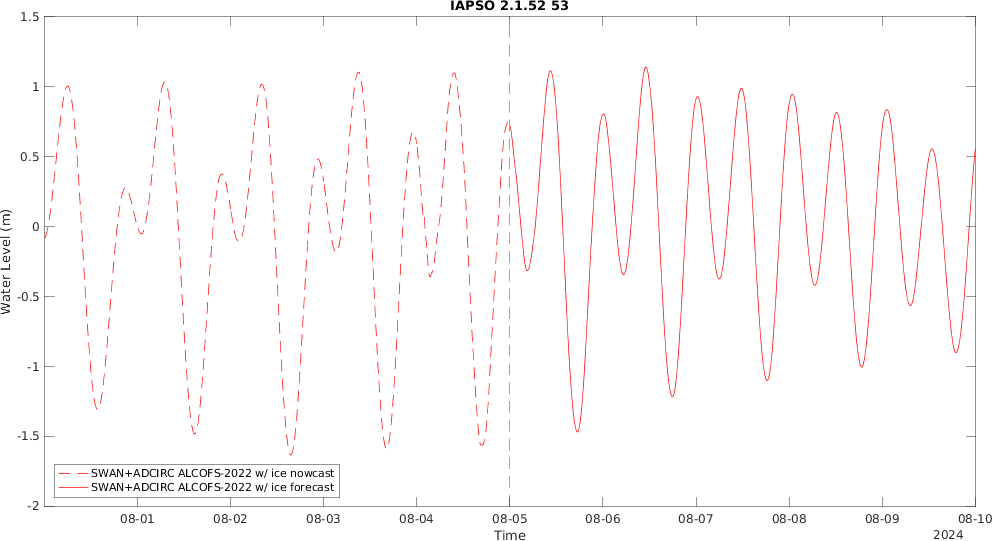 IAPSO 2.1.52 53
1.5
1
0.5
0
-0.5
-1
-1.5
-2
Water Level (m)
SWAN+ADCIRC ALCOFS-2022 w/ ice nowcast
SWAN+ADCIRC ALCOFS-2022 w/ ice forecast
08-01 08-02 08-03 08-04 08-05 08-06 08-07 08-08 08-09 08-10
Time
2024